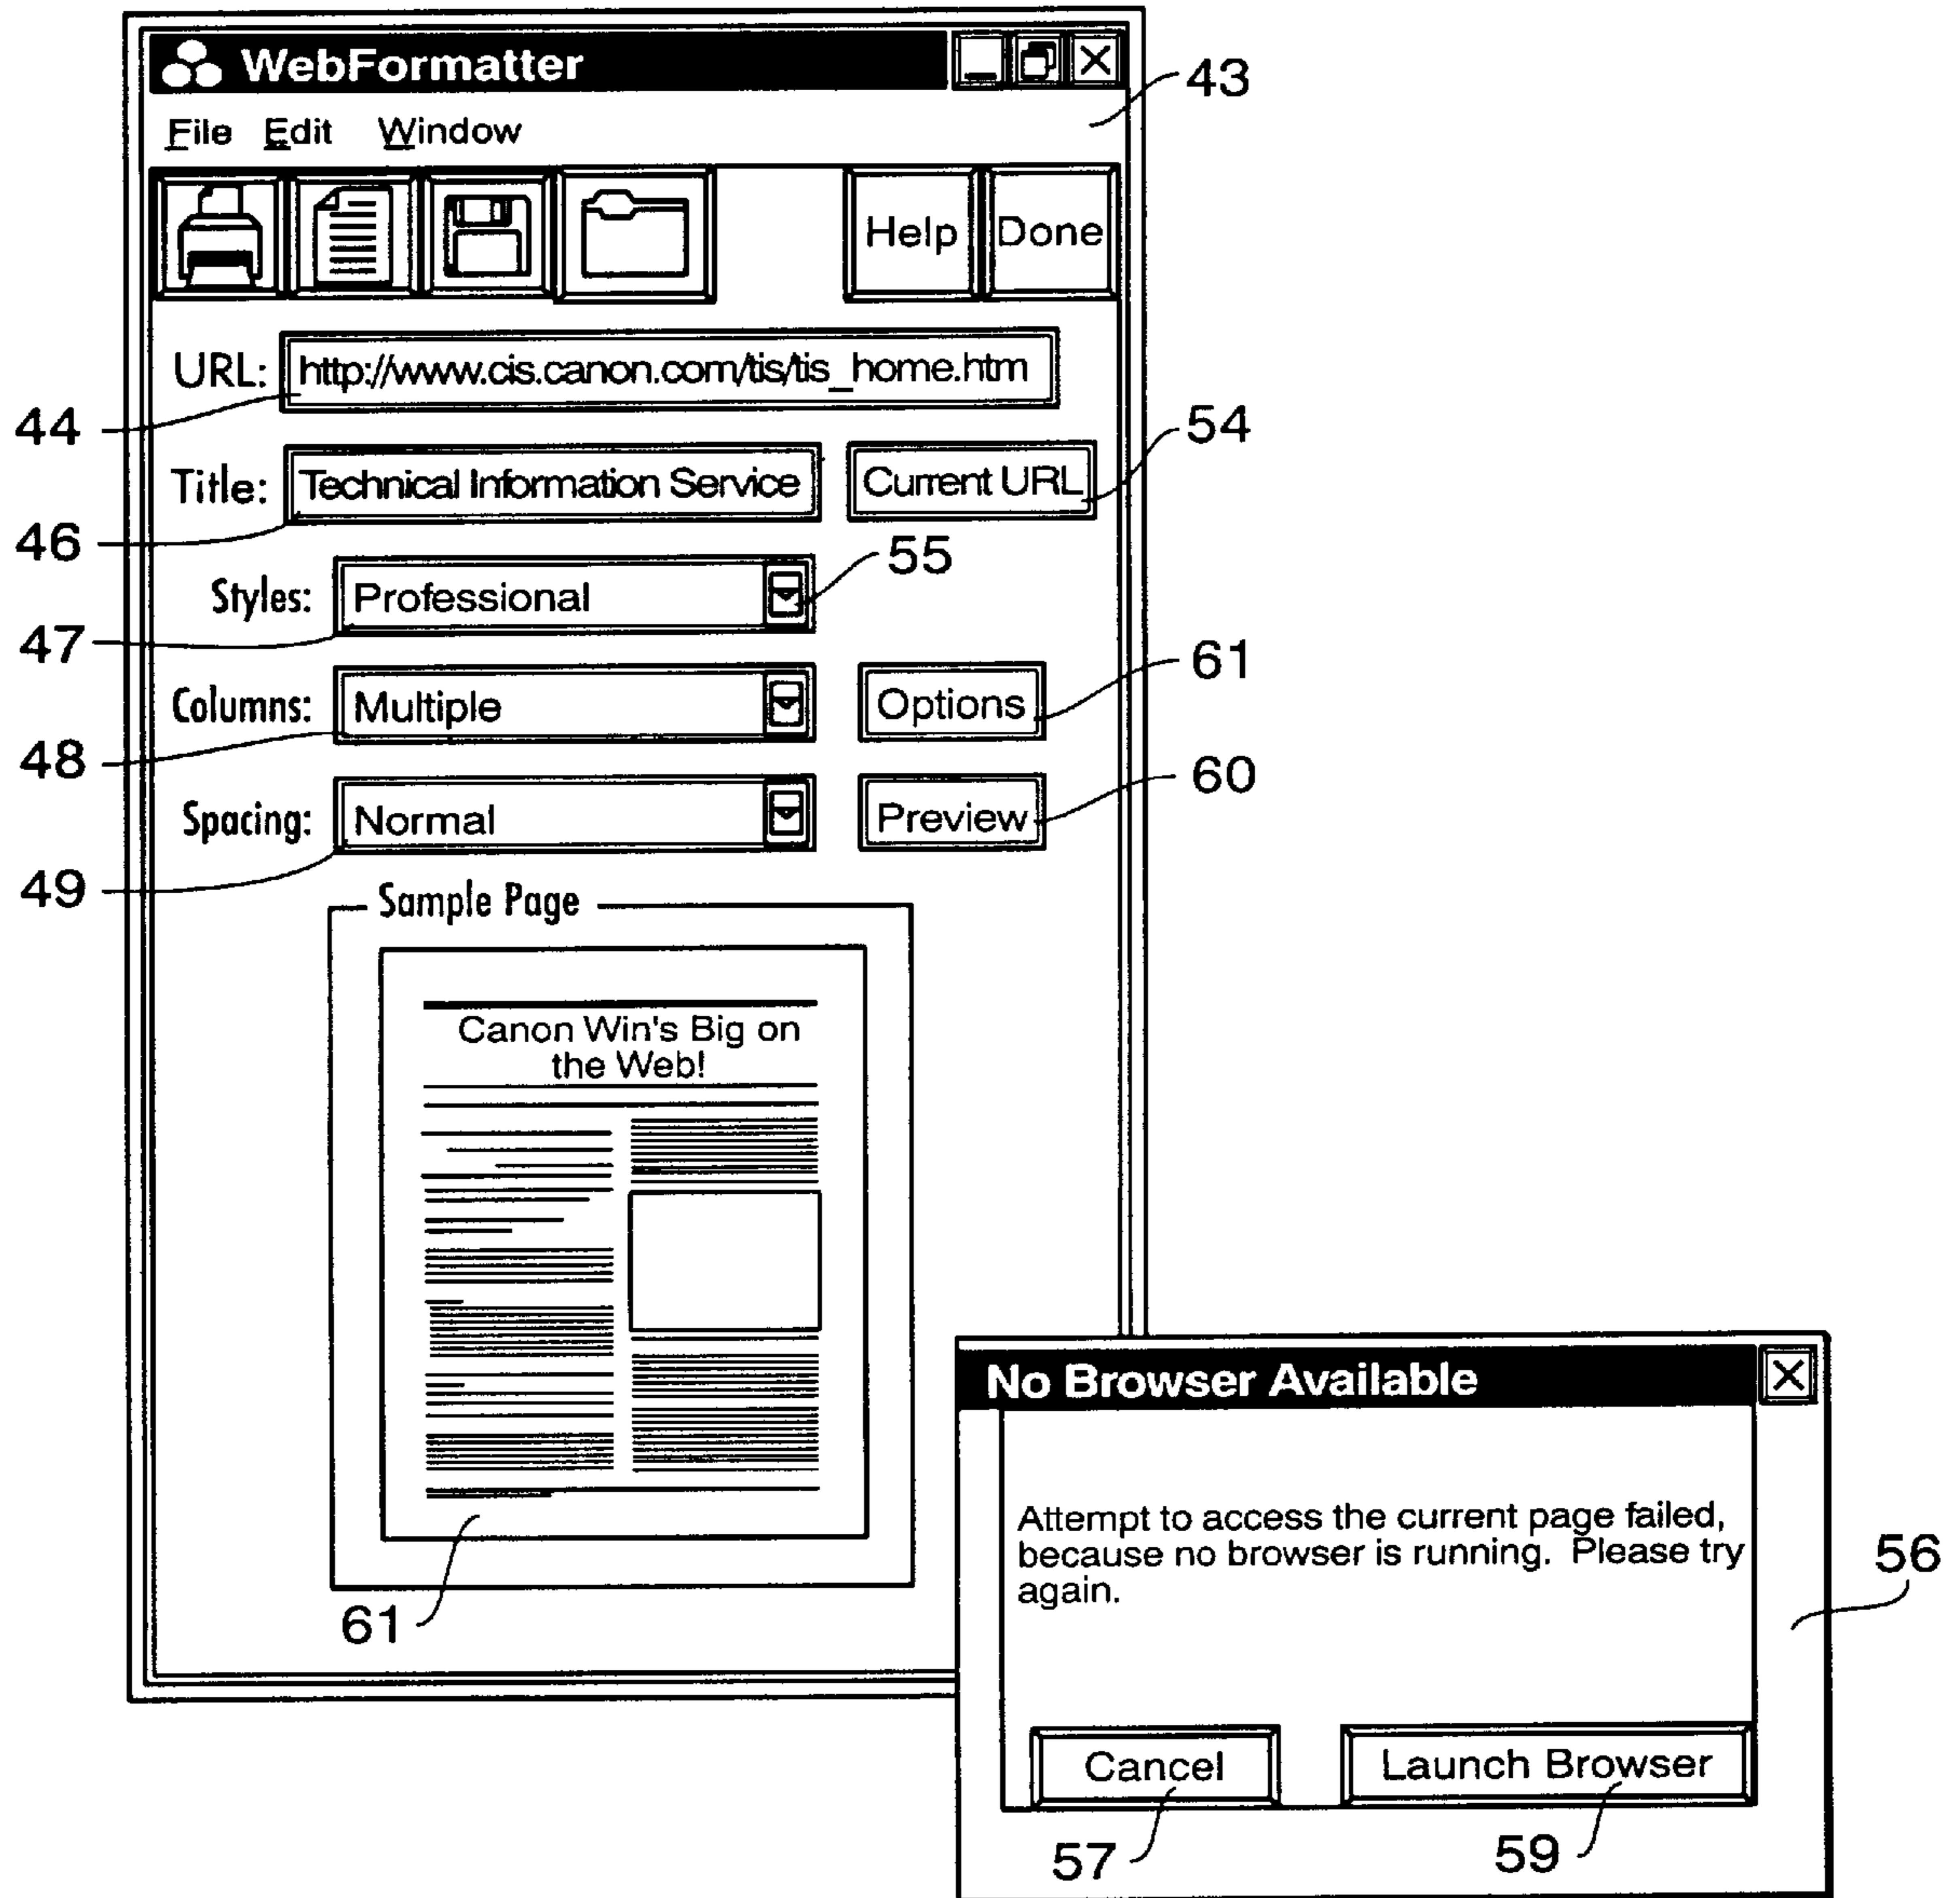 WebFormatter
43
File Edit Window
Help Done
URL: http://www.cis.canon.com/tis/tis_home.htm
44
54
Title: Technical Information Service Current URL
46
55
Styles: Professional
47
61
Columns: Multiple Options
48
60
Spacing: Normal Preview
49
Sample Page
Canon Win's Big on
the Web!
61
No Browser Available
Attempt to access the current page failed,
because no browser is running. Please try
again.
56
Cancel Launch Browser
57 59